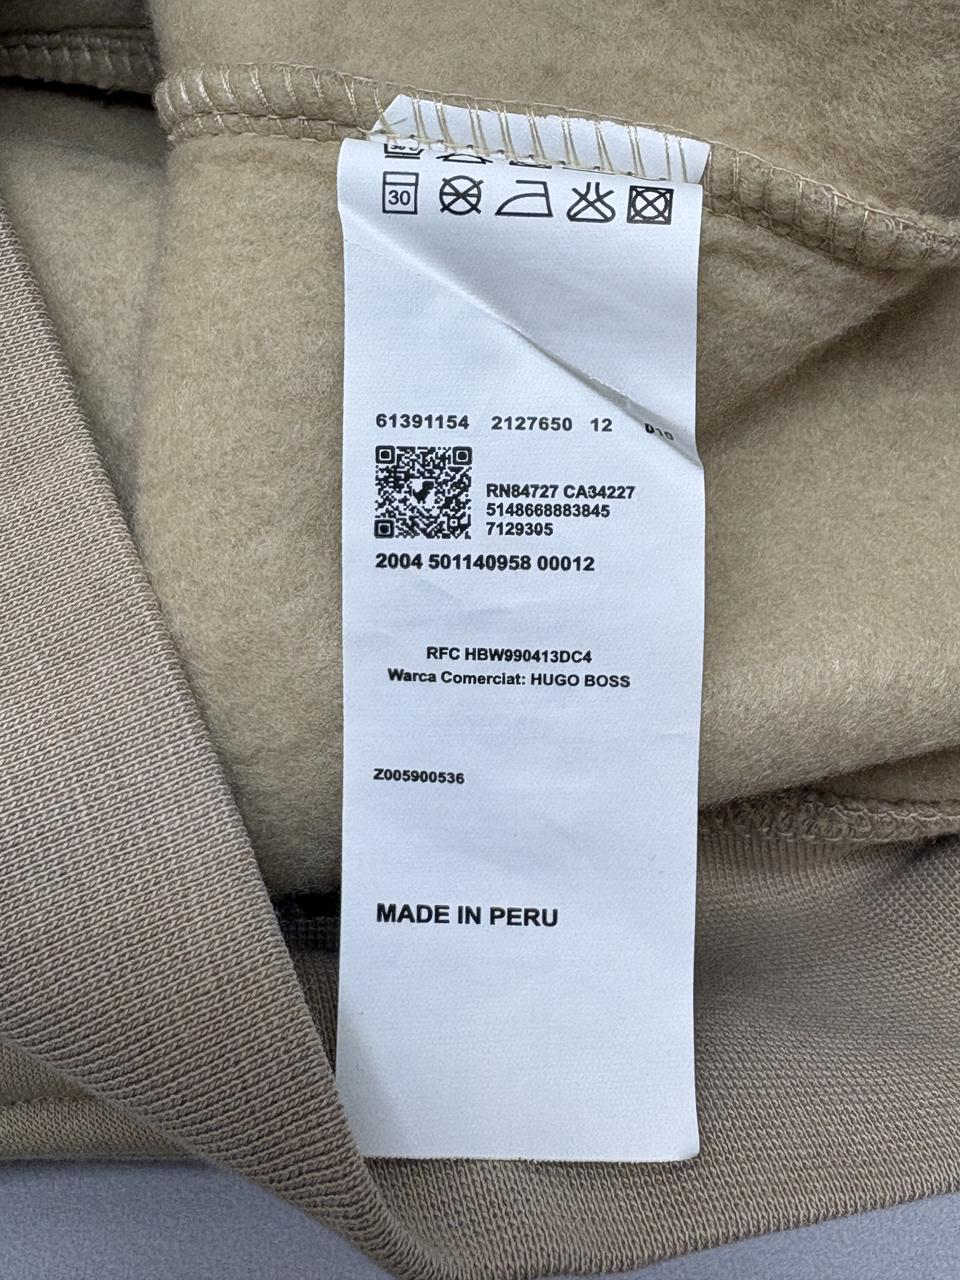 30
61391154 2127650 12 D10
RN84727 CA34227
5148668883845
7129305
2004 501140958 00012
RFC HBW990413DC4
Warca Comerciat: HUGO BOSS
Z005900536
MADE IN PERU